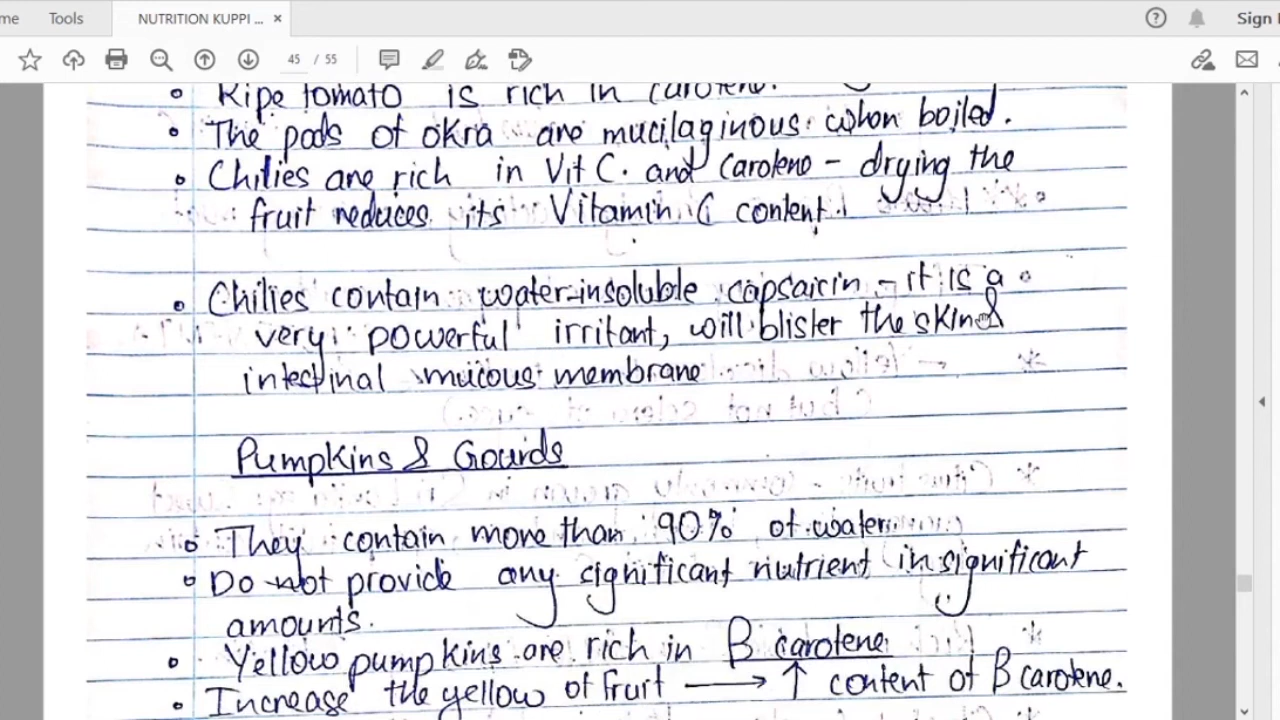 me Tools NUTRITION KUPPI ... × Sign
45 / 55
Ripe tomato is rich in carotene.
The pods of okra are mucilaginous when boiled.
Chilies are rich in Vit C. and Carotene - drying the
fruit reduces its Vitamin C content.
Chilies contain water-insoluble capsaicin - it is a
very powerful irritant, will blister the skin &
intestinal mucous membrane
Pumpkins & Gourds
They contain more than 90% of water
Do not provide any significant nutrient in significant
amounts.
Yellow pumpkins are rich in B carotene
Increase the yellow of fruit ⟶ ↑ content of B carotene.